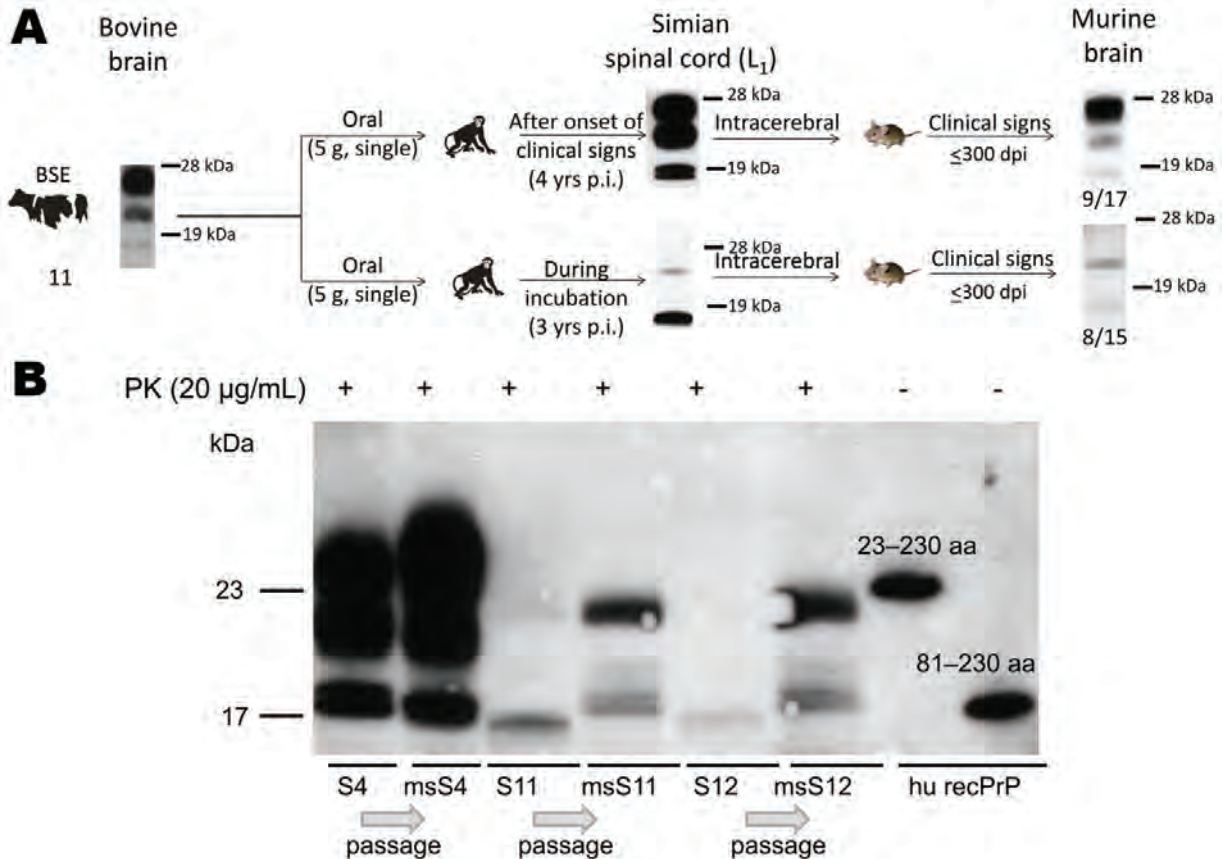 A
Bovine
brain
Simian
spinal cord (L1)
Murine
brain
BSE
11
28 kDa
19 kDa
Oral
(5 g, single)
After onset of
clinical signs
(4 yrs p.i.)
28 kDa
19 kDa
Intracerebral
Clinical signs
≤300 dpi
28 kDa
19 kDa
9/17
Oral
(5 g, single)
During
incubation
(3 yrs p.i.)
28 kDa
19 kDa
Intracerebral
Clinical signs
≤300 dpi
28 kDa
19 kDa
8/15
B
PK (20 µg/mL) + + + + + + - -
kDa
23
17
23–230 aa
81–230 aa
S4 msS4 S11 msS11 S12 msS12 hu recPrP
passage passage passage